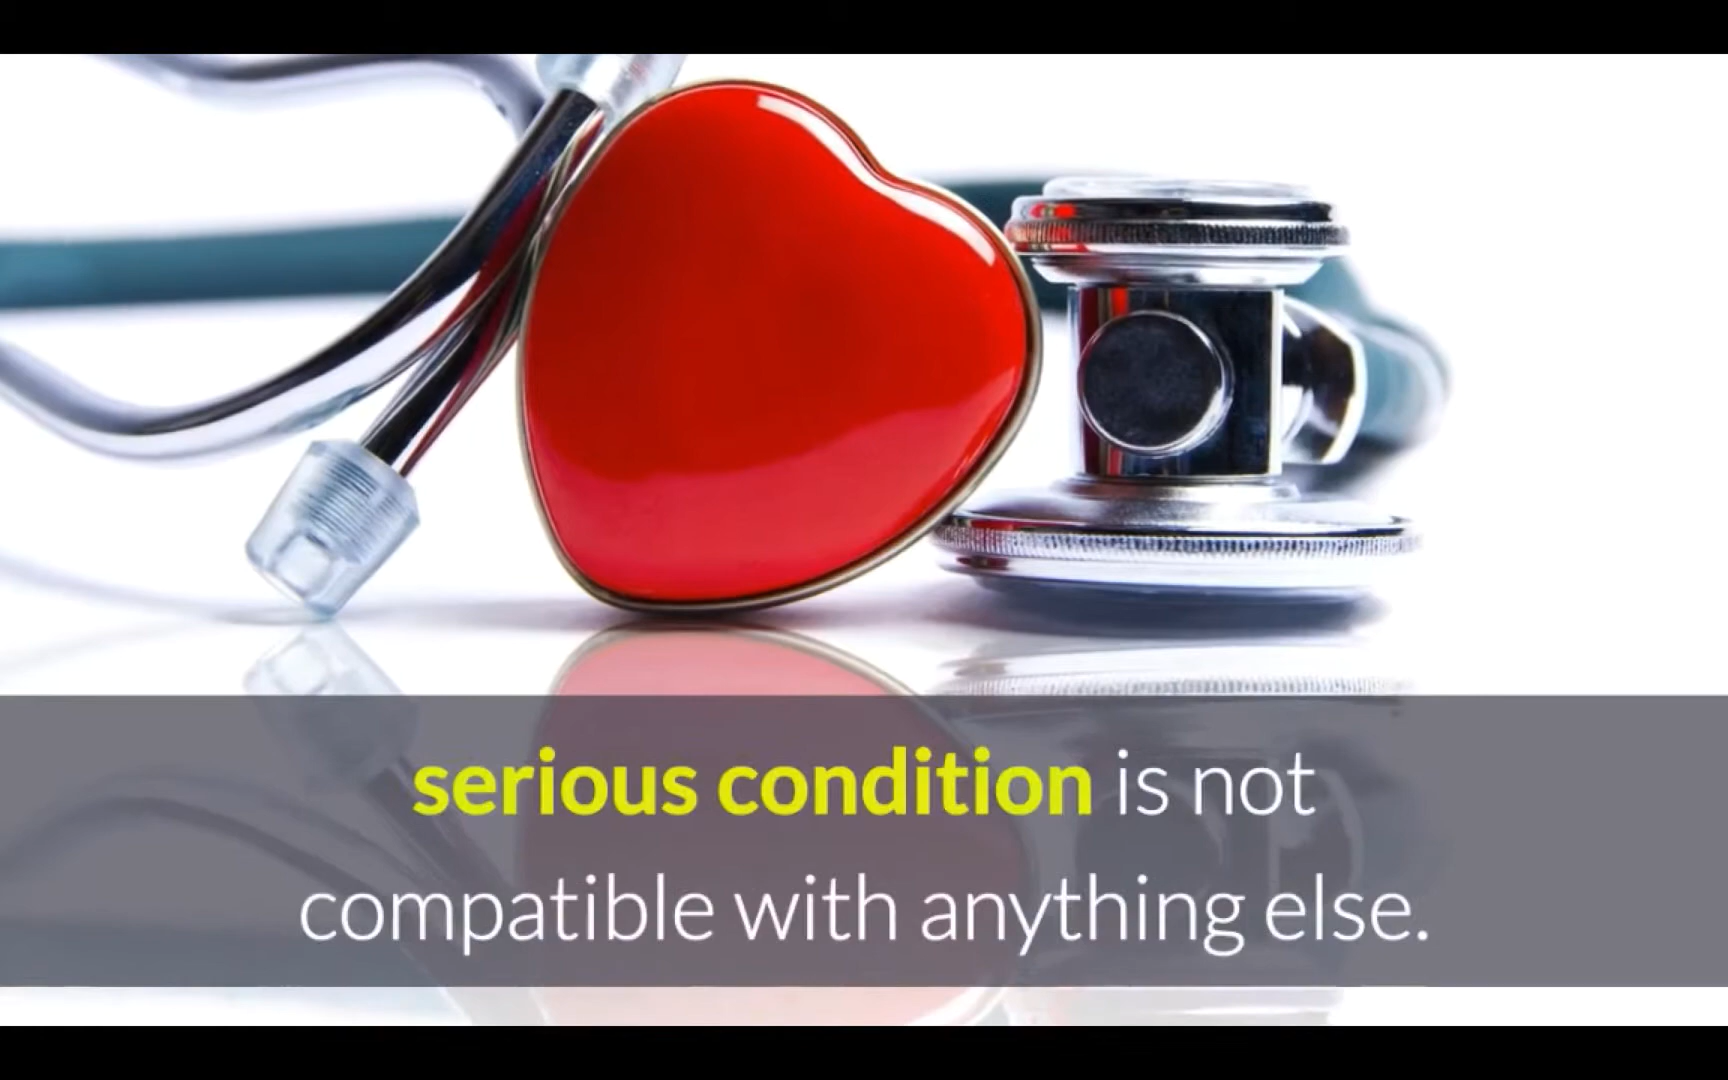 serious condition is not
compatible with anything else.